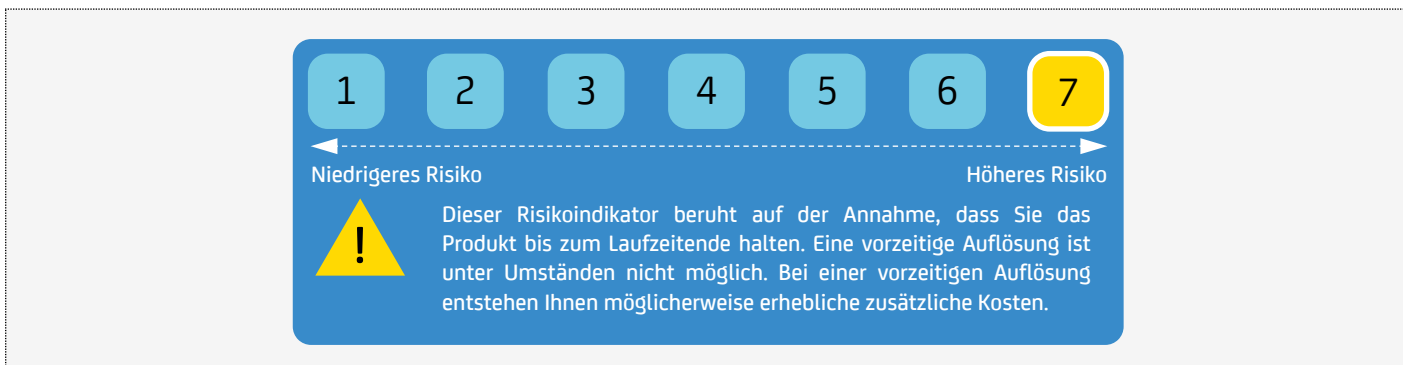 1 2 3 4 5 6 7
Niedrigeres Risiko Höheres Risiko
!
Dieser Risikoindikator beruht auf der Annahme, dass Sie das
Produkt bis zum Laufzeitende halten. Eine vorzeitige Auflösung ist
unter Umständen nicht möglich. Bei einer vorzeitigen Auflösung
entstehen Ihnen möglicherweise erhebliche zusätzliche Kosten.